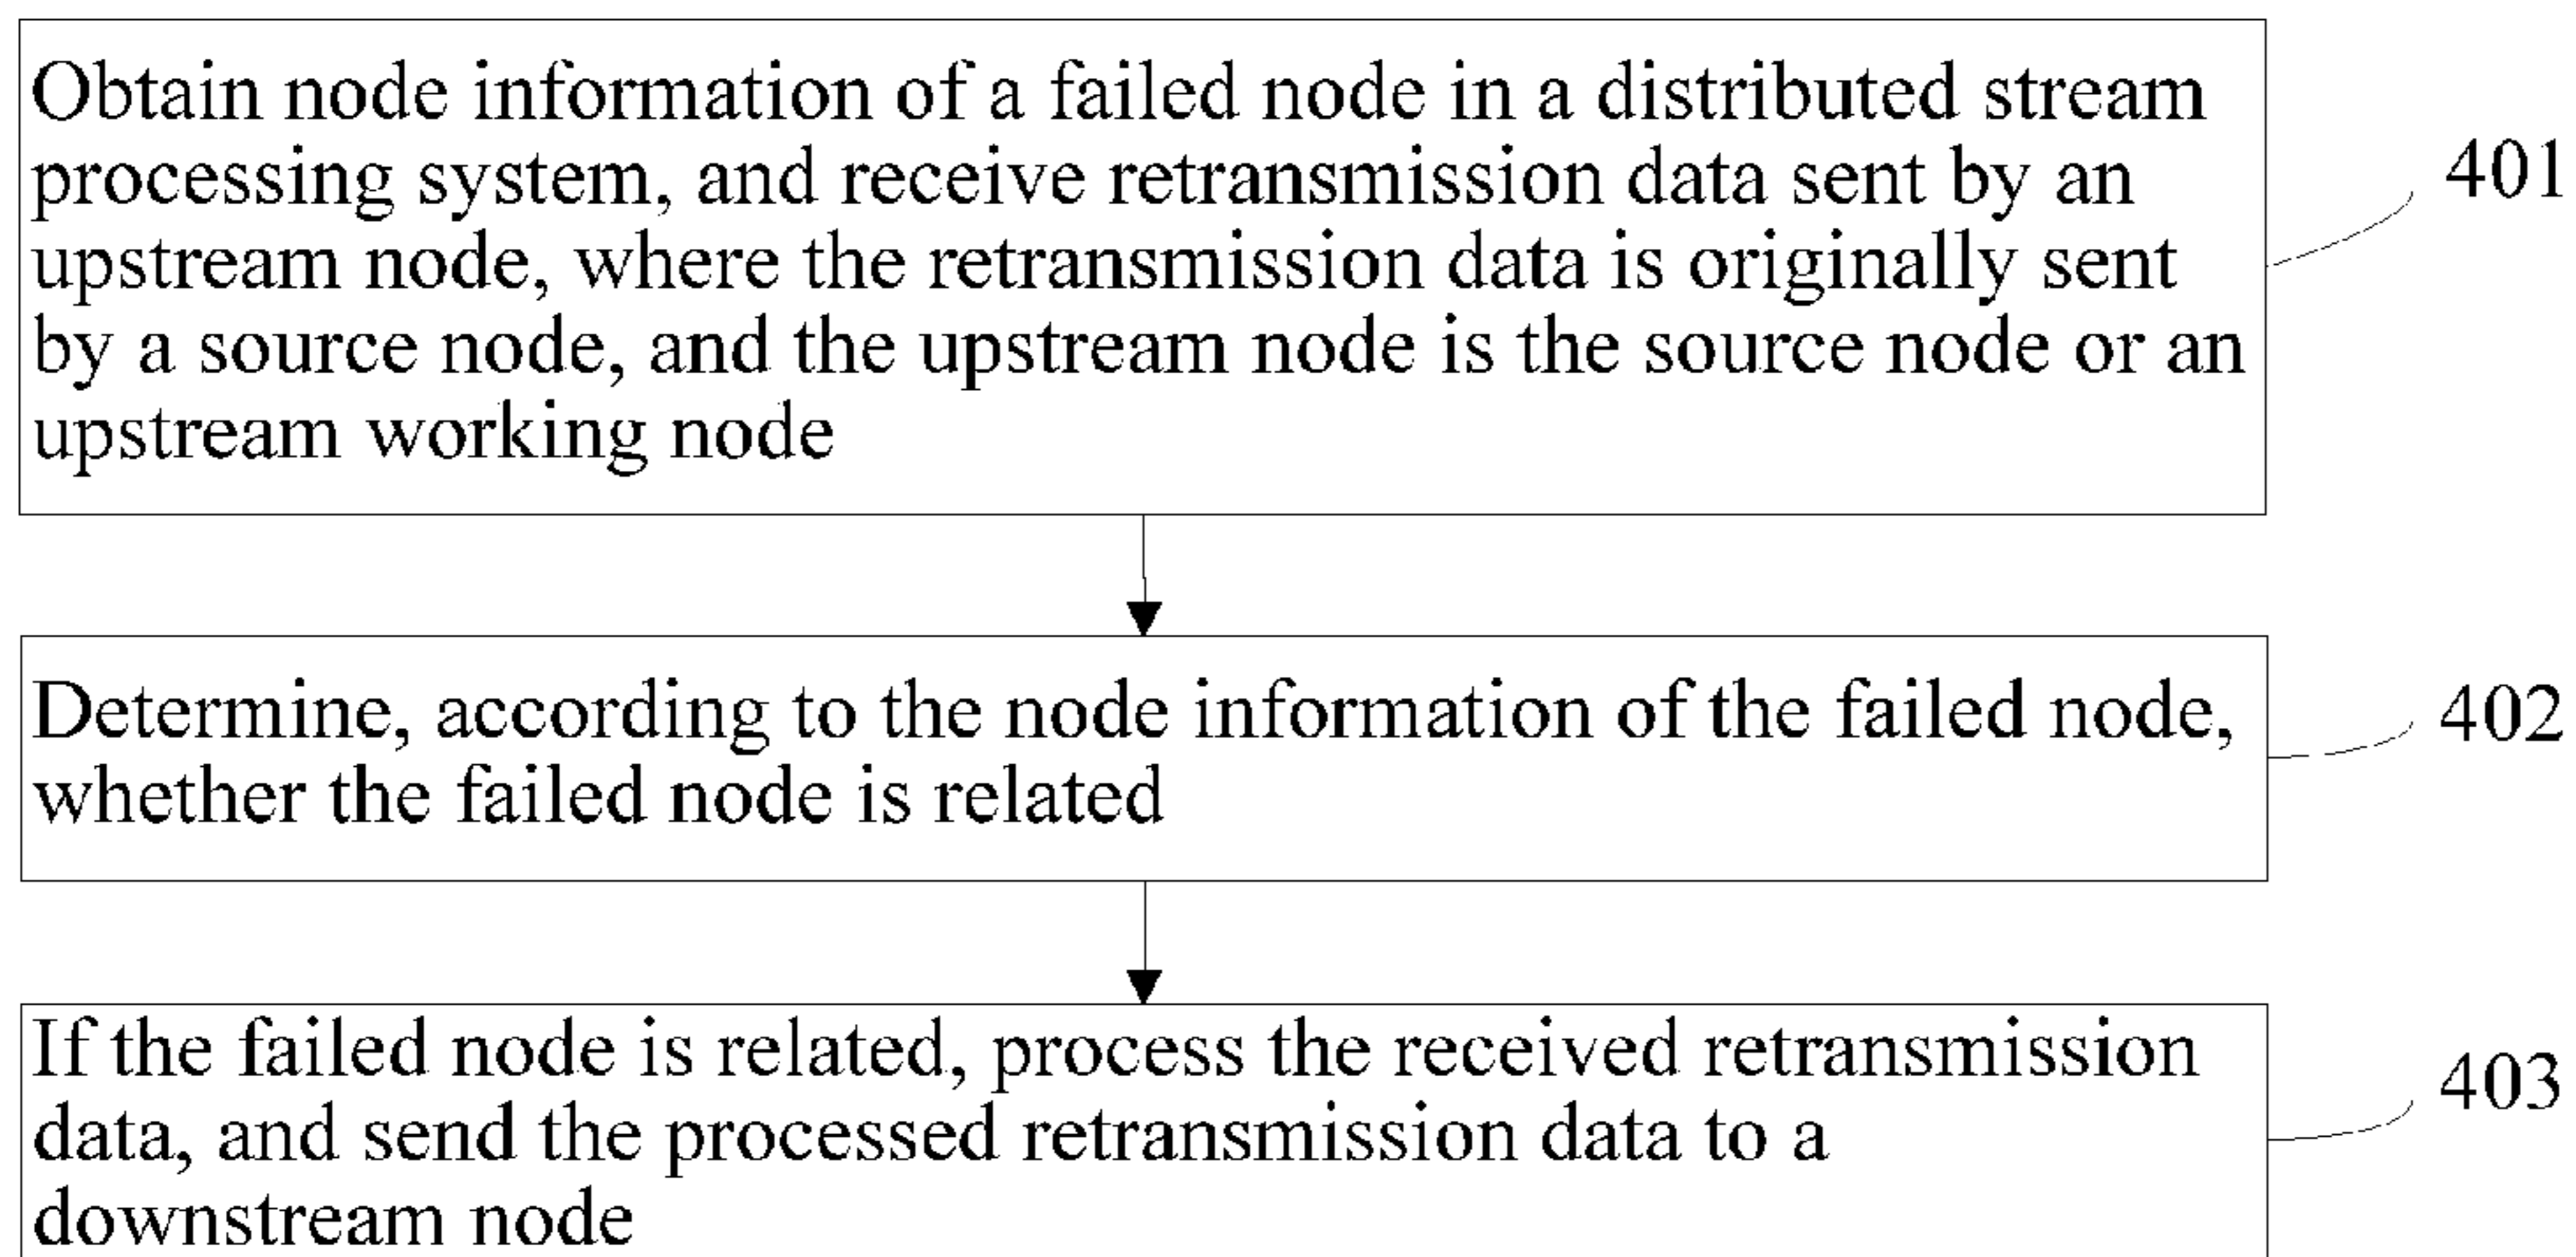 Obtain node information of a failed node in a distributed stream
processing system, and receive retransmission data sent by an
upstream node, where the retransmission data is originally sent
by a source node, and the upstream node is the source node or an
upstream working node
401
Determine, according to the node information of the failed node,
whether the failed node is related
402
If the failed node is related, process the received retransmission
data, and send the processed retransmission data to a
downstream node
403